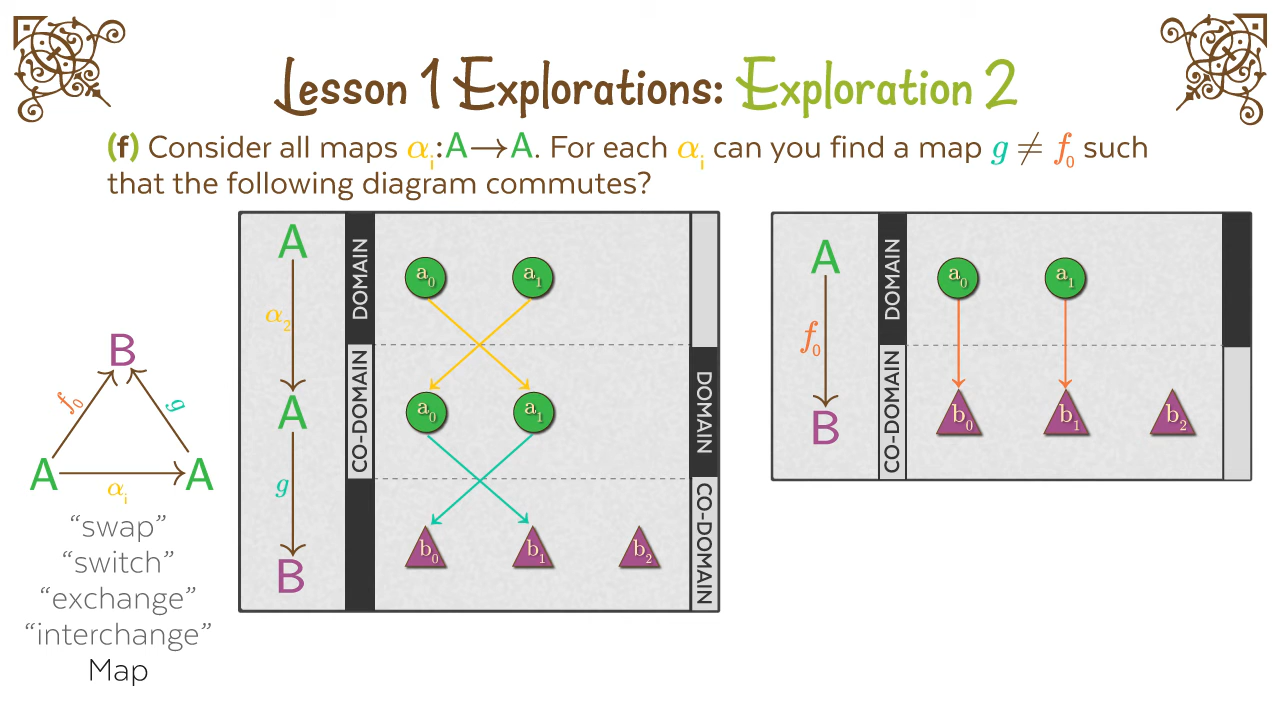 Lesson 1 Explorations: Exploration 2
(f) Consider all maps αᵢ:A→A. For each αᵢ can you find a map g ≠ f₀ such
that the following diagram commutes?
B
f₀ g
A A
αᵢ
“swap”
“switch”
“exchange”
“interchange”
Map
A
α₂
A
g
B
DOMAIN
CO-DOMAIN
a₀ a₁
a₀ a₁
b₀ b₁ b₂
DOMAIN
CO-DOMAIN
A
f₀
B
DOMAIN
CO-DOMAIN
a₀ a₁
b₀ b₁ b₂